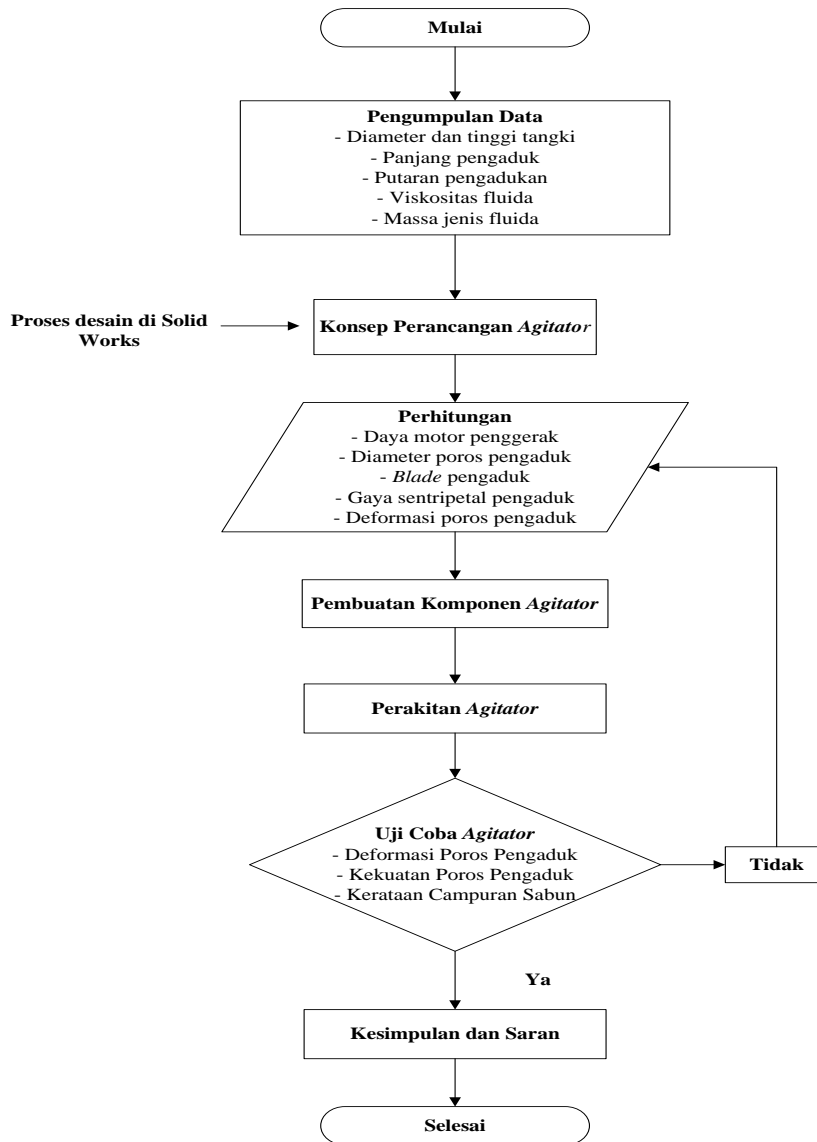 Mulai
Pengumpulan Data
- Diameter dan tinggi tangki
- Panjang pengaduk
- Putaran pengadukan
- Viskositas fluida
- Massa jenis fluida
Proses desain di Solid
Works
Konsep Perancangan Agitator
Perhitungan
- Daya motor penggerak
- Diameter poros pengaduk
- Blade pengaduk
- Gaya sentripetal pengaduk
- Deformasi poros pengaduk
Pembuatan Komponen Agitator
Perakitan Agitator
Uji Coba Agitator
- Deformasi Poros Pengaduk
- Kekuatan Poros Pengaduk
- Kerataan Campuran Sabun
Tidak
Ya
Kesimpulan dan Saran
Selesai